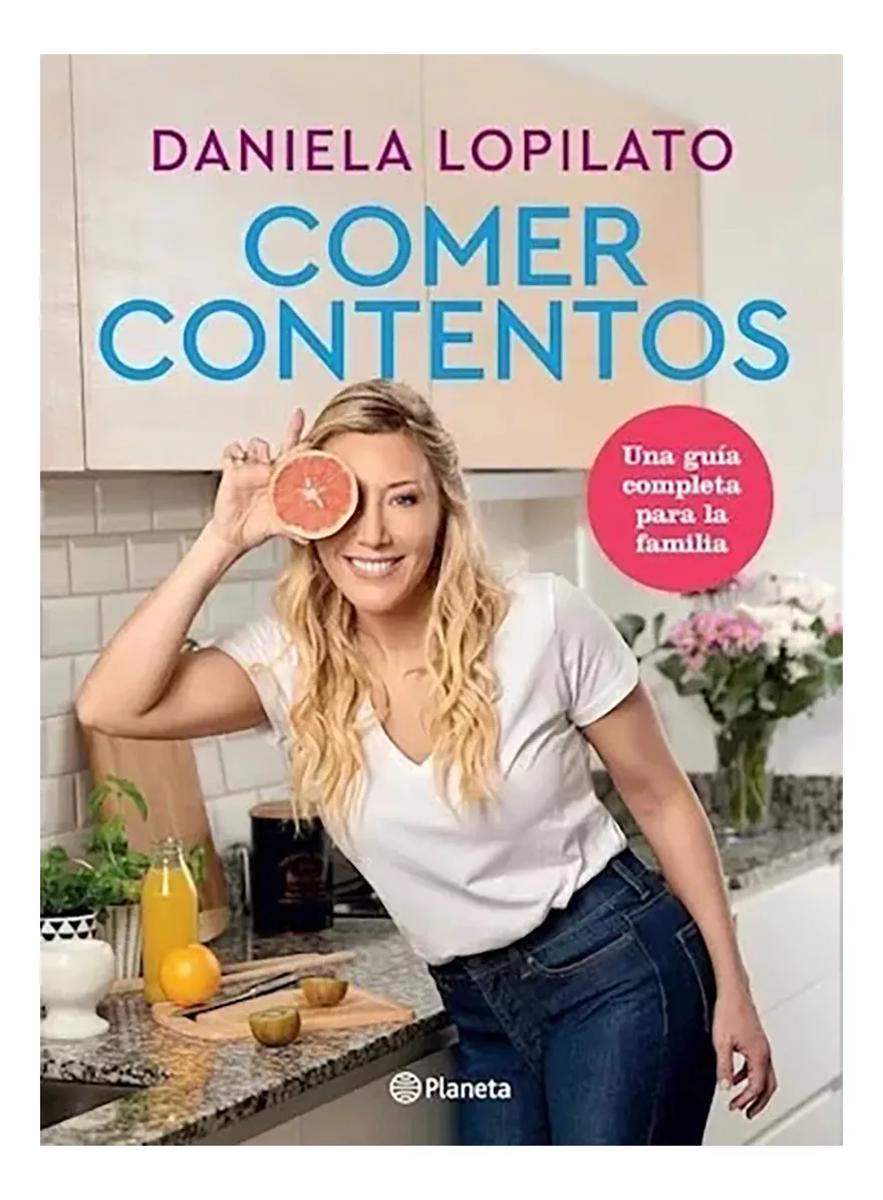 DANIELA LOPILATO
COMER
CONTENTOS
Una guía
completa
para la
familia
Planeta